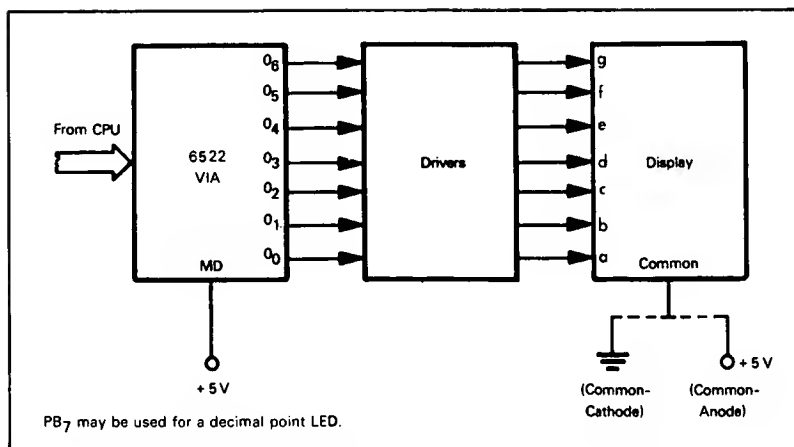 O6 g
O5 f
From CPU O4 e
6522 O3 Drivers d Display
VIA O2 c
O1 b
O0 a
MD Common
+5V
+5V
(Common-Cathode) (Common-Anode)
PB7 may be used for a decimal point LED.